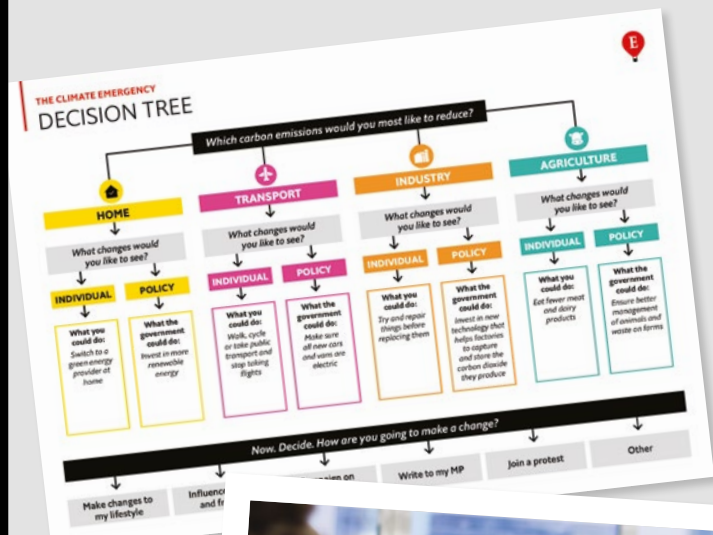 E
THE CLIMATE EMERGENCY
DECISION TREE
Which carbon emissions would you most like to reduce?
HOME
What changes would
you like to see?
INDIVIDUAL
POLICY
What you
could do:
Switch to a
green energy
provider at
home
What the
government
could do:
Invest in more
renewable
energy
TRANSPORT
What changes would
you like to see?
INDIVIDUAL
POLICY
What you
could do:
Walk, cycle
or take public
transport and
stop taking
flights
What the
government
could do:
Make sure
all new cars
and vans are
electric
INDUSTRY
What changes would
you like to see?
INDIVIDUAL
POLICY
What you
could do:
Try and repair
things before
replacing them
What the
government
could do:
Invest in new
technology that
helps factories
to capture
and store the
carbon dioxide
they produce
AGRICULTURE
What changes would
you like to see?
INDIVIDUAL
POLICY
What you
could do:
Eat fewer meat
and dairy
products
What the
government
could do:
Ensure better
management
of animals and
waste on farms
Now. Decide. How are you going to make a change?
Make changes to
my lifestyle
and
on
Write to my MP
Join a protest
Other